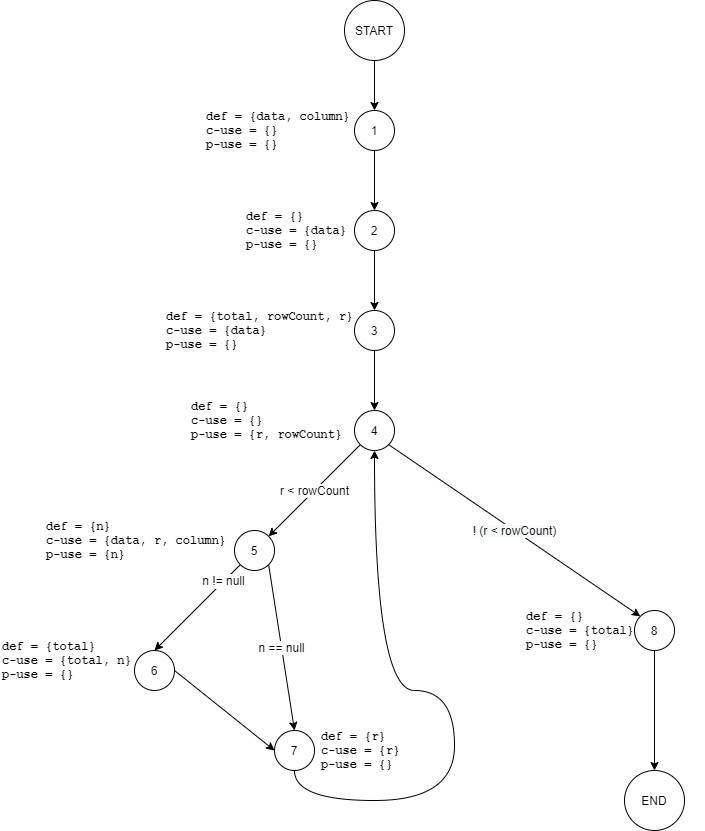 START
def = {data, column}
c-use = {}
p-use = {}
1
def = {}
c-use = {data}
p-use = {}
2
def = {total, rowCount, r}
c-use = {data}
p-use = {}
3
def = {}
c-use = {}
p-use = {r, rowCount}
4
r < rowCount
! (r < rowCount)
def = {n}
c-use = {data, r, column}
p-use = {n}
5
n != null
n == null
def = {}
c-use = {total}
p-use = {}
8
def = {total}
c-use = {total, n}
p-use = {}
6
7
def = {r}
c-use = {r}
p-use = {}
END